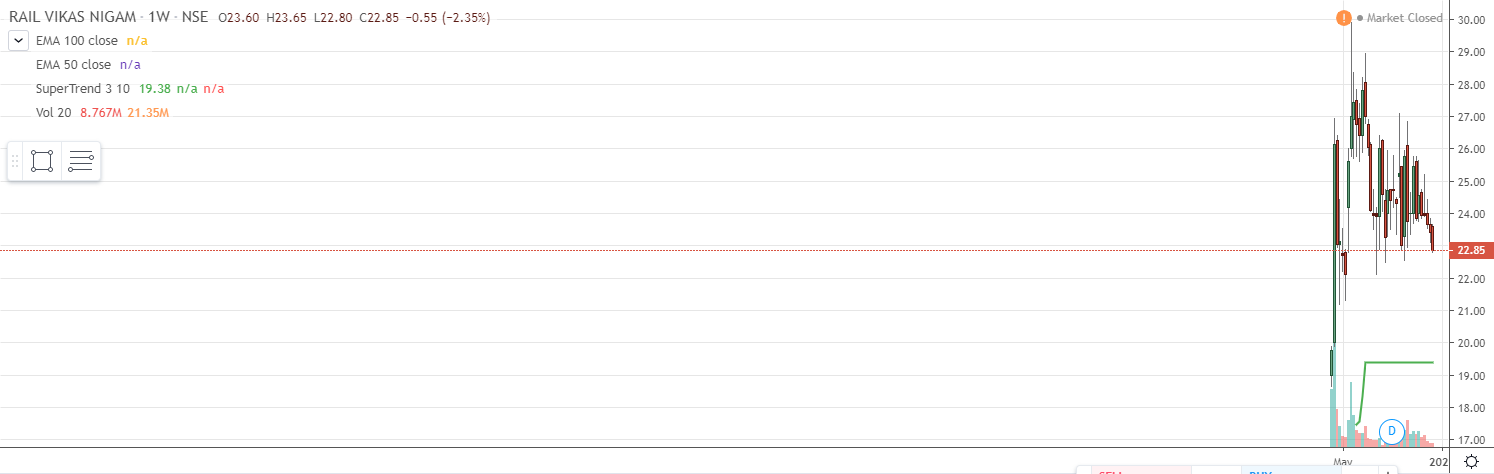 RAIL VIKAS NIGAM · 1W · NSE O23.60 H23.65 L22.80 C22.85 −0.55 (−2.35%)
! Market Closed
EMA 100 close n/a
EMA 50 close n/a
SuperTrend 3 10 19.38 n/a n/a
Vol 20 8.767M 21.35M
30.00
29.00
28.00
27.00
26.00
25.00
24.00
22.85
22.00
21.00
20.00
19.00
18.00
17.00
D
May 202
SELL BUY